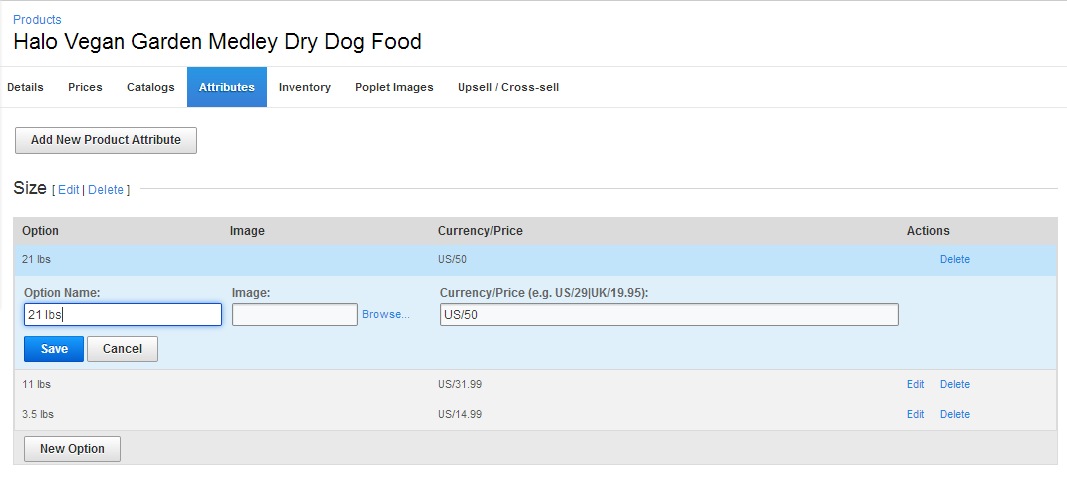 Products
Halo Vegan Garden Medley Dry Dog Food
Details Prices Catalogs Attributes Inventory Poplet Images Upsell / Cross-sell
Add New Product Attribute
Size [ Edit | Delete ]
Option Image Currency/Price Actions
21 lbs US/50 Delete
Option Name: Image: Currency/Price (e.g. US/29|UK/19.95):
21 lbs Browse... US/50
Save Cancel
11 lbs US/31.99 Edit Delete
3.5 lbs US/14.99 Edit Delete
New Option